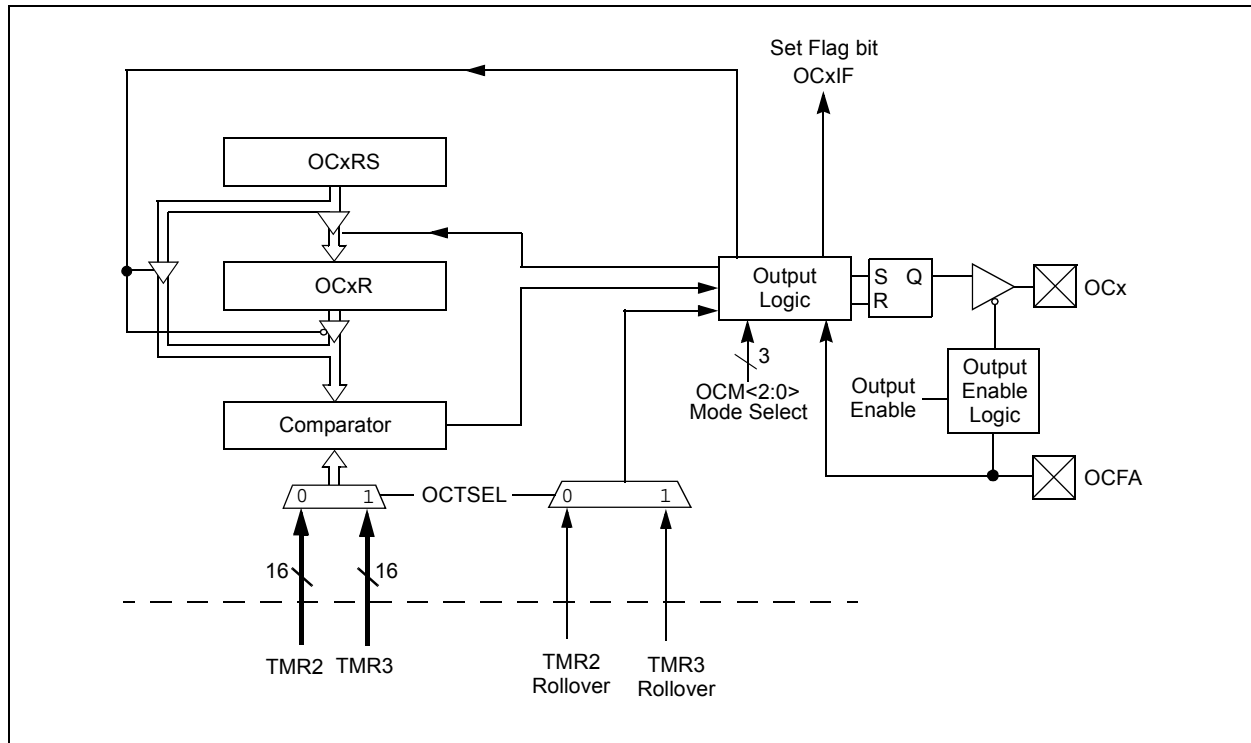 Set Flag bit
OCxIF
OCxRS
OCxR
Output
Logic
S Q
R
OCx
3
OCM<2:0>
Mode Select
Output
Enable
Output
Enable
Logic
Comparator
OCFA
0 1
OCTSEL
0 1
16
16
TMR2
TMR3
TMR2
Rollover
TMR3
Rollover